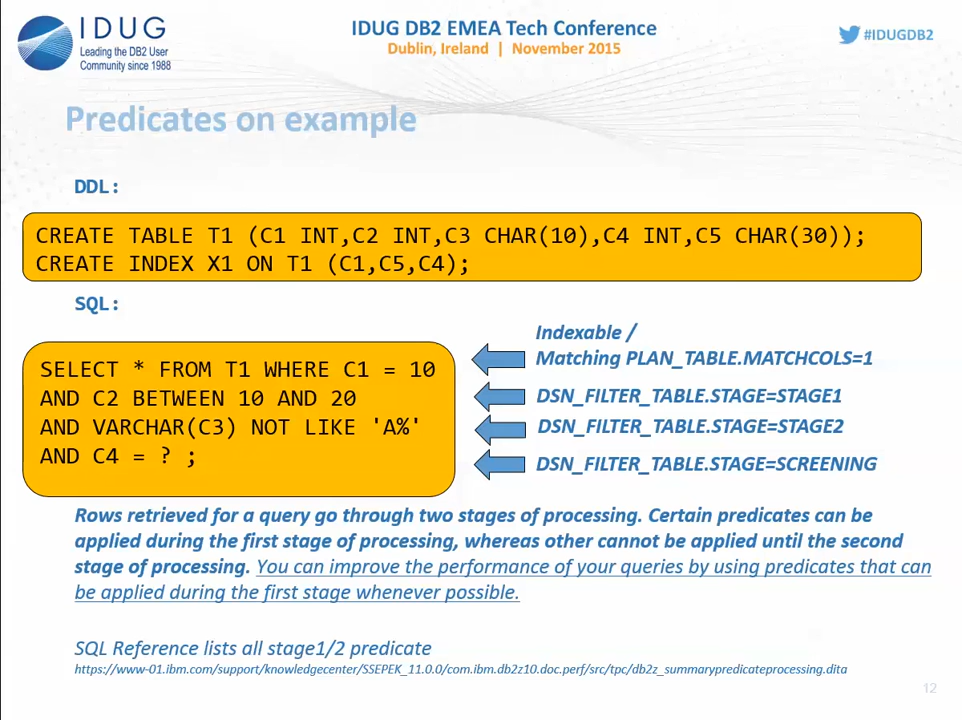 IDUG
Leading the DB2 User
Community since 1988
IDUG DB2 EMEA Tech Conference
Dublin, Ireland | November 2015
#IDUGDB2
Predicates on example
DDL:
CREATE TABLE T1 (C1 INT,C2 INT,C3 CHAR(10),C4 INT,C5 CHAR(30));
CREATE INDEX X1 ON T1 (C1,C5,C4);
SQL:
SELECT * FROM T1 WHERE C1 = 10
AND C2 BETWEEN 10 AND 20
AND VARCHAR(C3) NOT LIKE 'A%'
AND C4 = ? ;
Indexable /
Matching PLAN_TABLE.MATCHCOLS=1
DSN_FILTER_TABLE.STAGE=STAGE1
DSN_FILTER_TABLE.STAGE=STAGE2
DSN_FILTER_TABLE.STAGE=SCREENING
Rows retrieved for a query go through two stages of processing. Certain predicates can be
applied during the first stage of processing, whereas other cannot be applied until the second
stage of processing. You can improve the performance of your queries by using predicates that can
be applied during the first stage whenever possible.
SQL Reference lists all stage1/2 predicate
https://www-01.ibm.com/support/knowledgecenter/SSEPEK_11.0.0/com.ibm.db2z10.doc.perf/src/tpc/db2z_summarypredicateprocessing.dita
12